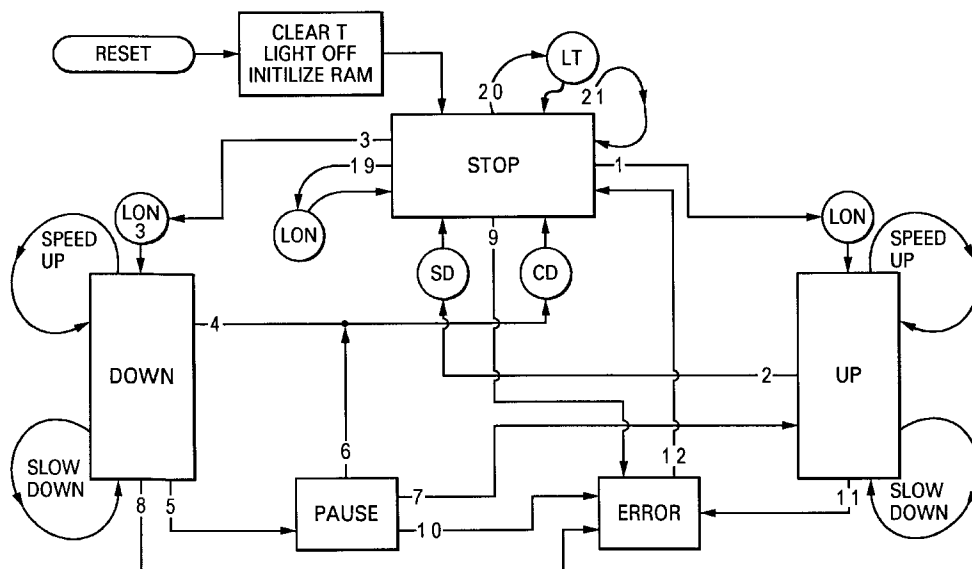 RESET
CLEAR T
LIGHT OFF
INITILIZE RAM
LT
20
21
3
19
STOP
1
LON
3
LON
LON
9
SPEED
UP
SD
CD
SPEED
UP
4
DOWN
2
UP
SLOW
DOWN
8
5
6
7
10
PAUSE
12
ERROR
11
SLOW
DOWN